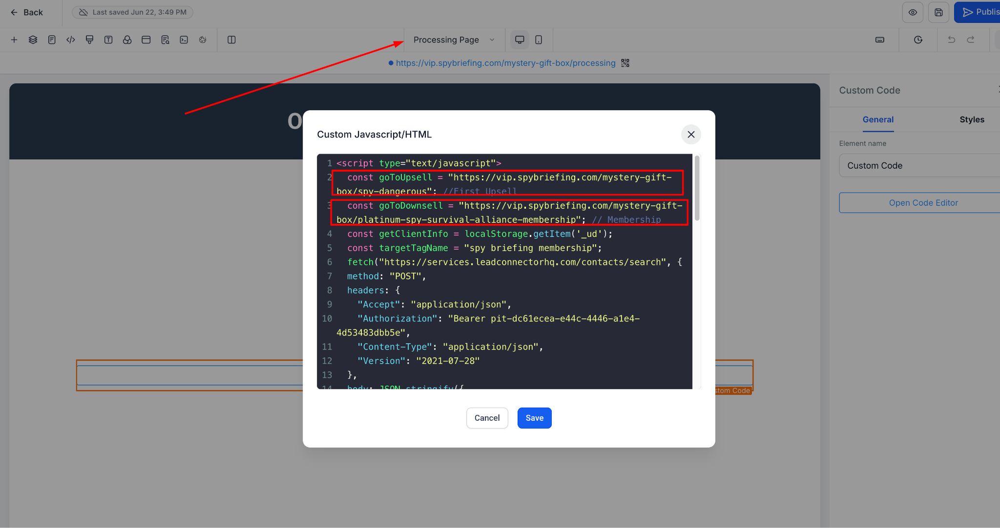 Back
Last saved Jun 22, 3:49 PM
Processing Page
https://vip.spybriefing.com/mystery-gift-box/processing
Custom Code
General
Styles
Element name
Custom Code
Open Code Editor
Custom Javascript/HTML
1 <script type="text/javascript">
2 const goToUpsell = "https://vip.spybriefing.com/mystery-gift-
box/spy-dangerous"; //First Upsell
3 const goToDownsell = "https://vip.spybriefing.com/mystery-gift-
box/platinum-spy-survival-alliance-membership"; // Membership
4 const getClientInfo = localStorage.getItem('_ud');
5 const targetTagName = "spy briefing membership";
6 fetch("https://services.leadconnectorhq.com/contacts/search", {
7 method: "POST",
8 headers: {
9 "Accept": "application/json",
10 "Authorization": "Bearer pit-dc61ecea-e44c-4446-a1e4-
4d53483dbb5e",
11 "Content-Type": "application/json",
12 "Version": "2021-07-28"
13 },
14 body: JSON.stringify({
Cancel
Save